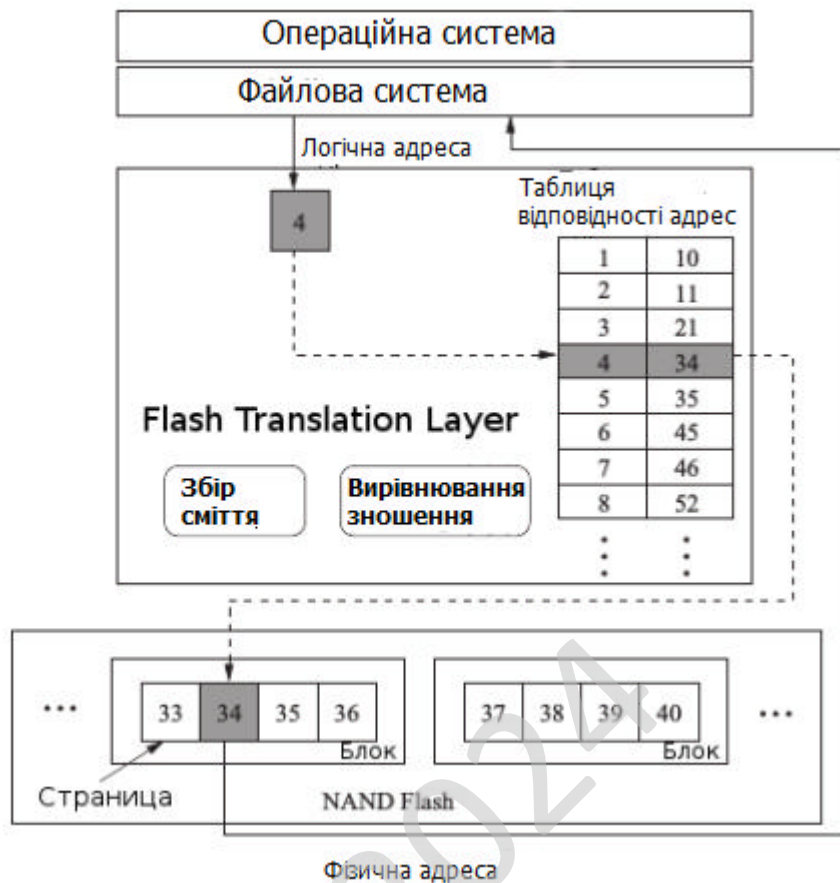 Операційна система
Файлова система
Логічна адреса
Таблиця
відповідності адрес
4
1 10
2 11
3 21
4 34
5 35
6 45
7 46
8 52
Flash Translation Layer
Збір
сміття
Вирівнювання
зношення
... 33 34 35 36 37 38 39 40 ...
Блок Блок
Страница
NAND Flash
Фізична адреса
2024